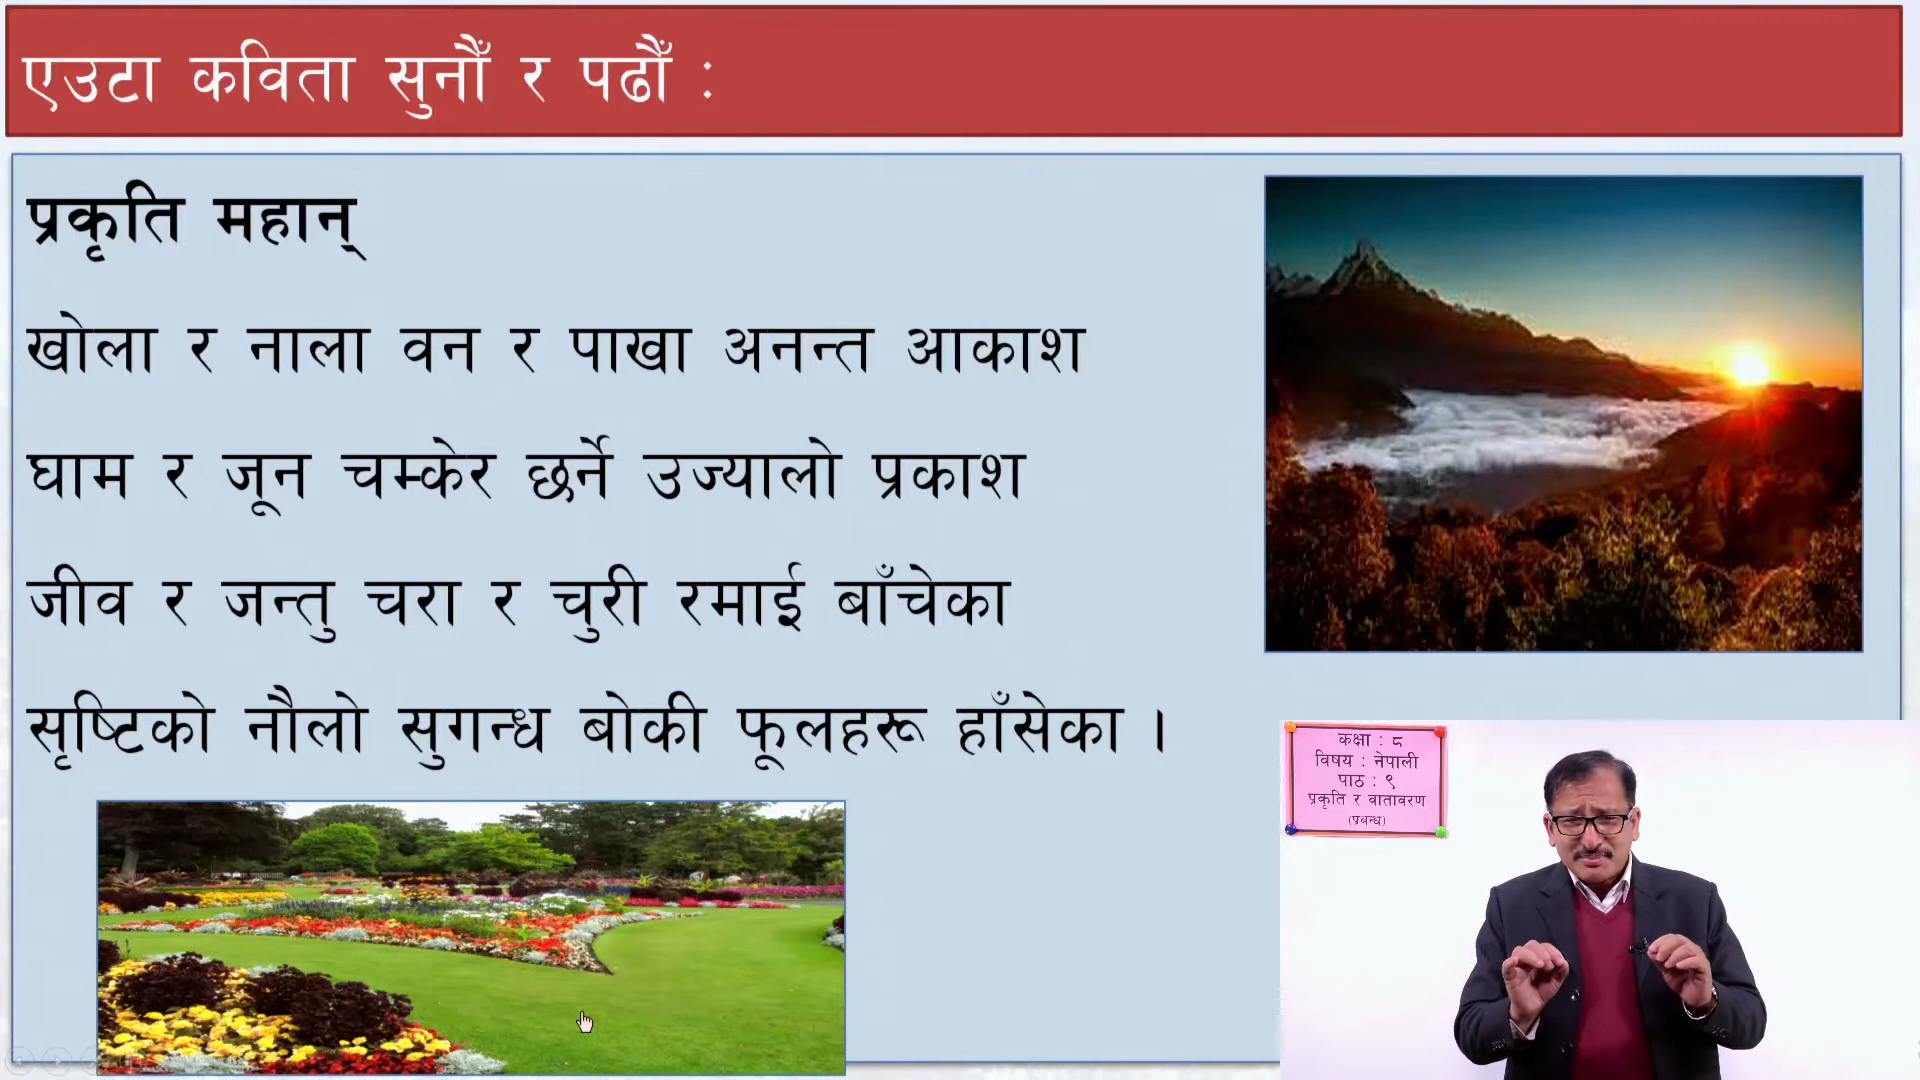 एउटा कविता सुनौँ र पढौँ :
प्रकृति महान्
खोला र नाला वन र पाखा अनन्त आकाश
घाम र जून चम्केर छर्ने उज्यालो प्रकाश
जीव र जन्तु चरा र चुरी रमाई बाँचेका
सृष्टिको नौलो सुगन्ध बोकी फूलहरू हाँसेका ।
कक्षा : ८
विषय : नेपाली
पाठ : ९
प्रकृति र वातावरण
(प्रबन्ध)